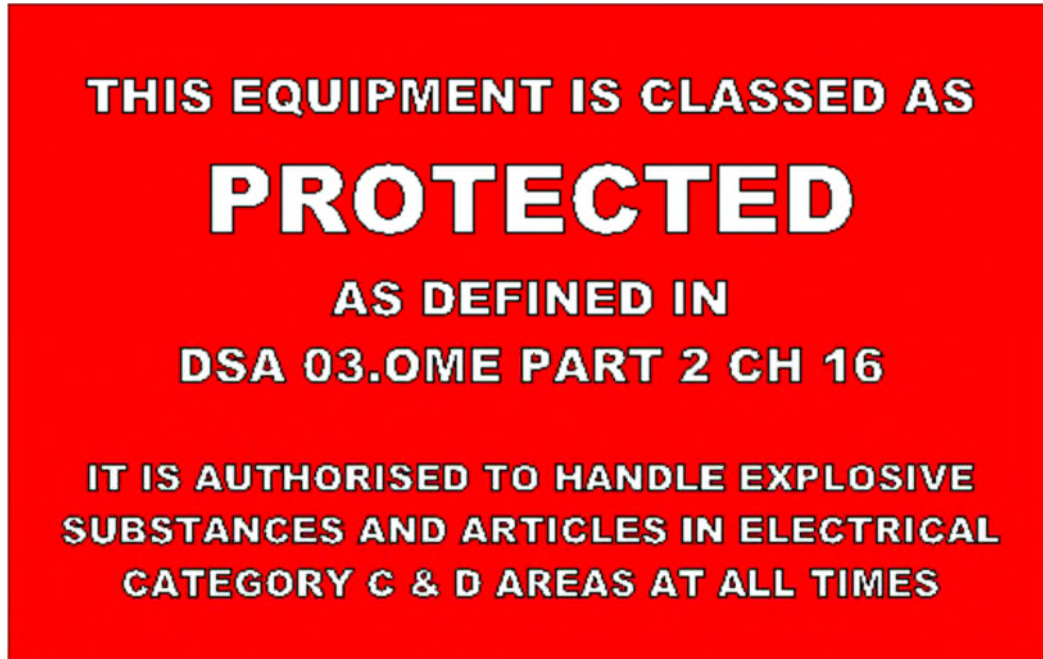 THIS EQUIPMENT IS CLASSED AS
PROTECTED
AS DEFINED IN
DSA 03.OME PART 2 CH 16
IT IS AUTHORISED TO HANDLE EXPLOSIVE
SUBSTANCES AND ARTICLES IN ELECTRICAL
CATEGORY C & D AREAS AT ALL TIMES